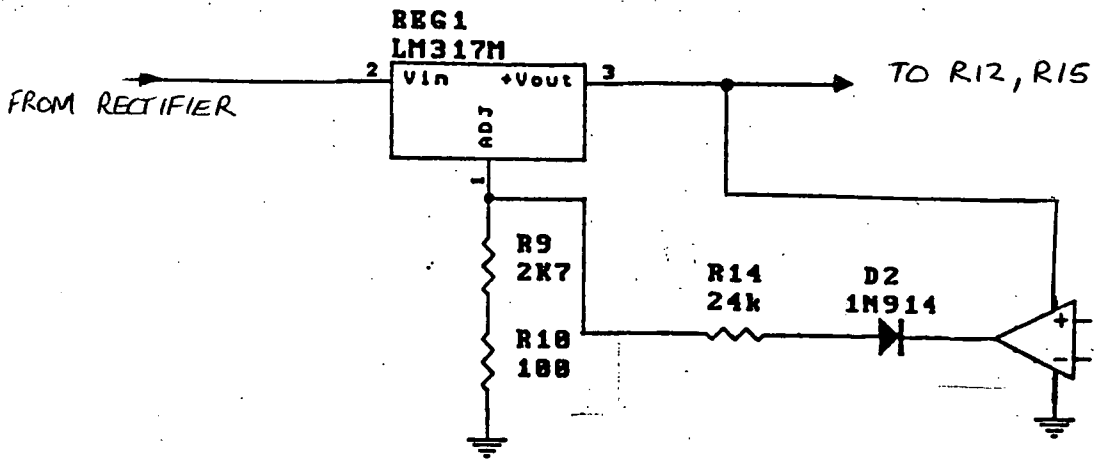 REG1
LM317M
2
Vin
+Vout
3
TO R12, R15
FROM RECTIFIER
ADJ
1
R9
2K7
R14
24k
D2
1N914
+
-
R10
100